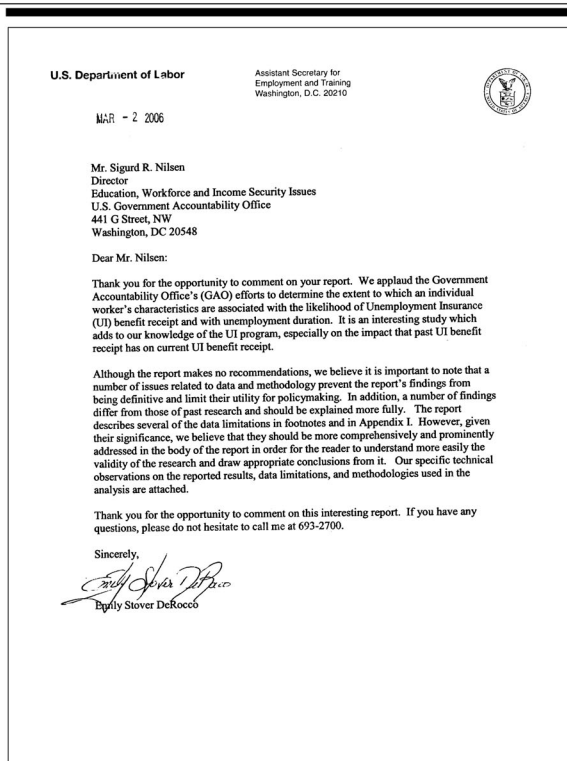 U.S. Department of Labor
Assistant Secretary for
Employment and Training
Washington, D.C. 20210
MAR - 2 2006
Mr. Sigurd R. Nilsen
Director
Education, Workforce and Income Security Issues
U.S. Government Accountability Office
441 G Street, NW
Washington, DC 20548
Dear Mr. Nilsen:
Thank you for the opportunity to comment on your report. We applaud the Government
Accountability Office's (GAO) efforts to determine the extent to which an individual
worker's characteristics are associated with the likelihood of Unemployment Insurance
(UI) benefit receipt and with unemployment duration. It is an interesting study which
adds to our knowledge of the UI program, especially on the impact that past UI benefit
receipt has on current UI benefit receipt.
Although the report makes no recommendations, we believe it is important to note that a
number of issues related to data and methodology prevent the report's findings from
being definitive and limit their utility for policymaking. In addition, a number of findings
differ from those of past research and should be explained more fully. The report
describes several of the data limitations in footnotes and in Appendix I. However, given
their significance, we believe that they should be more comprehensively and prominently
addressed in the body of the report in order for the reader to understand more easily the
validity of the research and draw appropriate conclusions from it. Our specific technical
observations on the reported results, data limitations, and methodologies used in the
analysis are attached.
Thank you for the opportunity to comment on this interesting report. If you have any
questions, please do not hesitate to call me at 693-2700.
Sincerely,
Emily Stover DeRocco
Emily Stover DeRocco